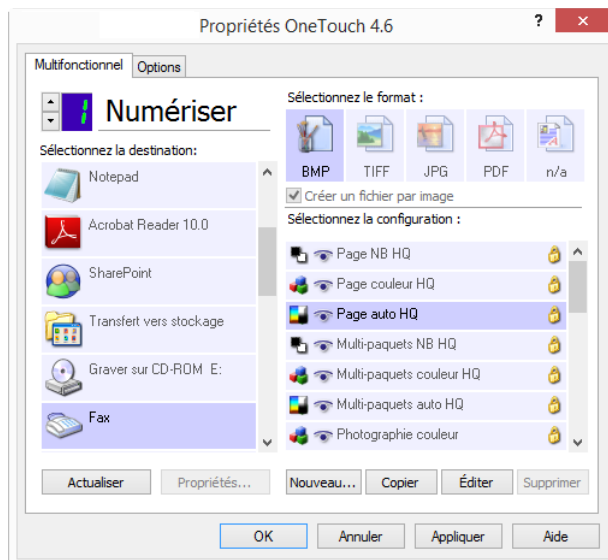 Propriétés OneTouch 4.6
?
Multifonctionnel
Options
1
Numériser
Sélectionnez la destination:
Notepad
Acrobat Reader 10.0
SharePoint
Transfert vers stockage
Graver sur CD-ROM E:
Fax
Actualiser
Propriétés...
Sélectionnez le format :
BMP
TIFF
JPG
PDF
n/a
Créer un fichier par image
Sélectionnez la configuration :
Page NB HQ
Page couleur HQ
Page auto HQ
Multi-paquets NB HQ
Multi-paquets couleur HQ
Multi-paquets auto HQ
Photographie couleur
Nouveau...
Copier
Éditer
Supprimer
OK
Annuler
Appliquer
Aide